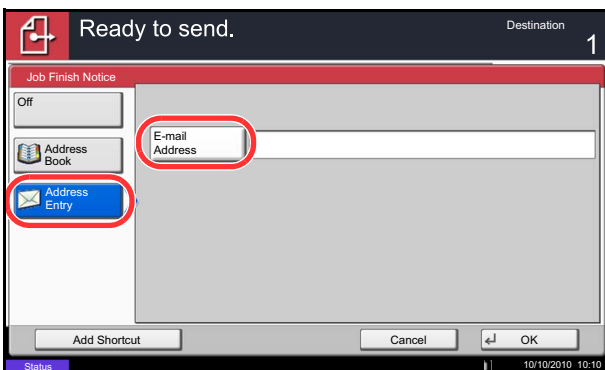 Ready to send.
Destination
1
Job Finish Notice
Off
Address
Book
E-mail
Address
Address
Entry
Add Shortcut
Cancel
OK
Status
10/10/2010 10:10